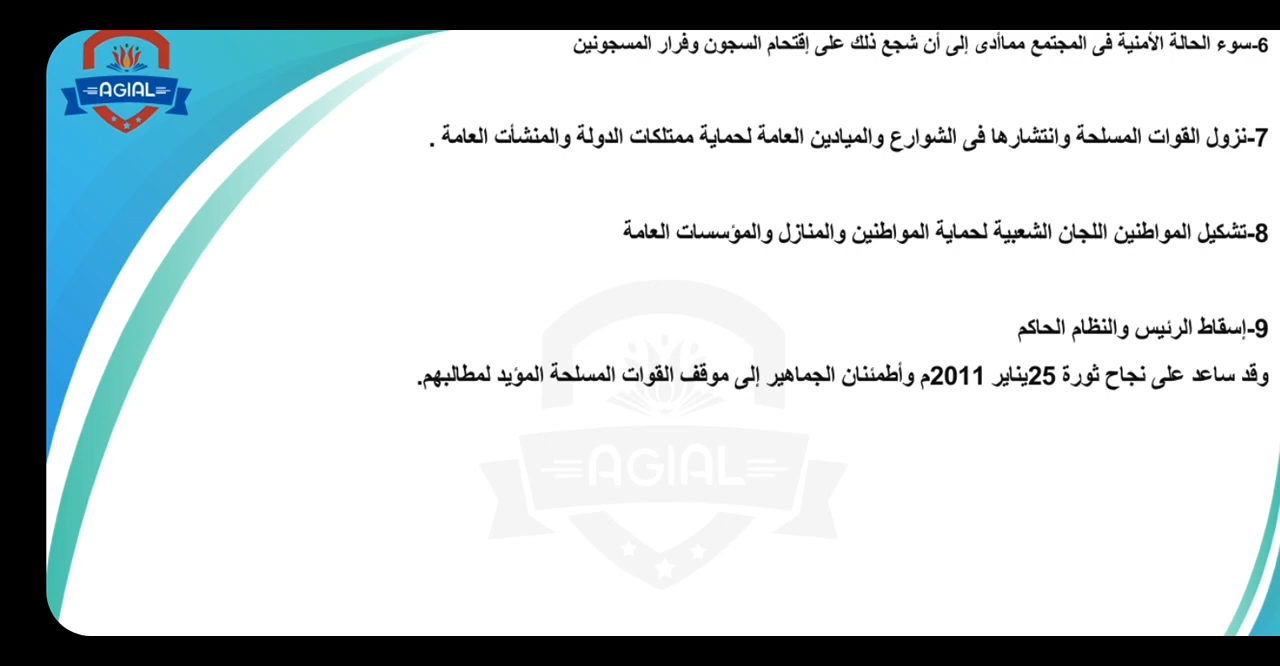 AGIAL
6-سوء الحالة الأمنية فى المجتمع مماأدى إلى أن شجع ذلك على إقتحام السجون وفرار المسجونين
7-نزول القوات المسلحة وانتشارها فى الشوارع والميادين العامة لحماية ممتلكات الدولة والمنشأت العامة .
8-تشكيل المواطنين اللجان الشعبية لحماية المواطنين والمنازل والمؤسسات العامة
9-إسقاط الرئيس والنظام الحاكم
وقد ساعد على نجاح ثورة 25يناير 2011م وأطمئنان الجماهير إلى موقف القوات المسلحة المؤيد لمطالبهم.
AGIAL